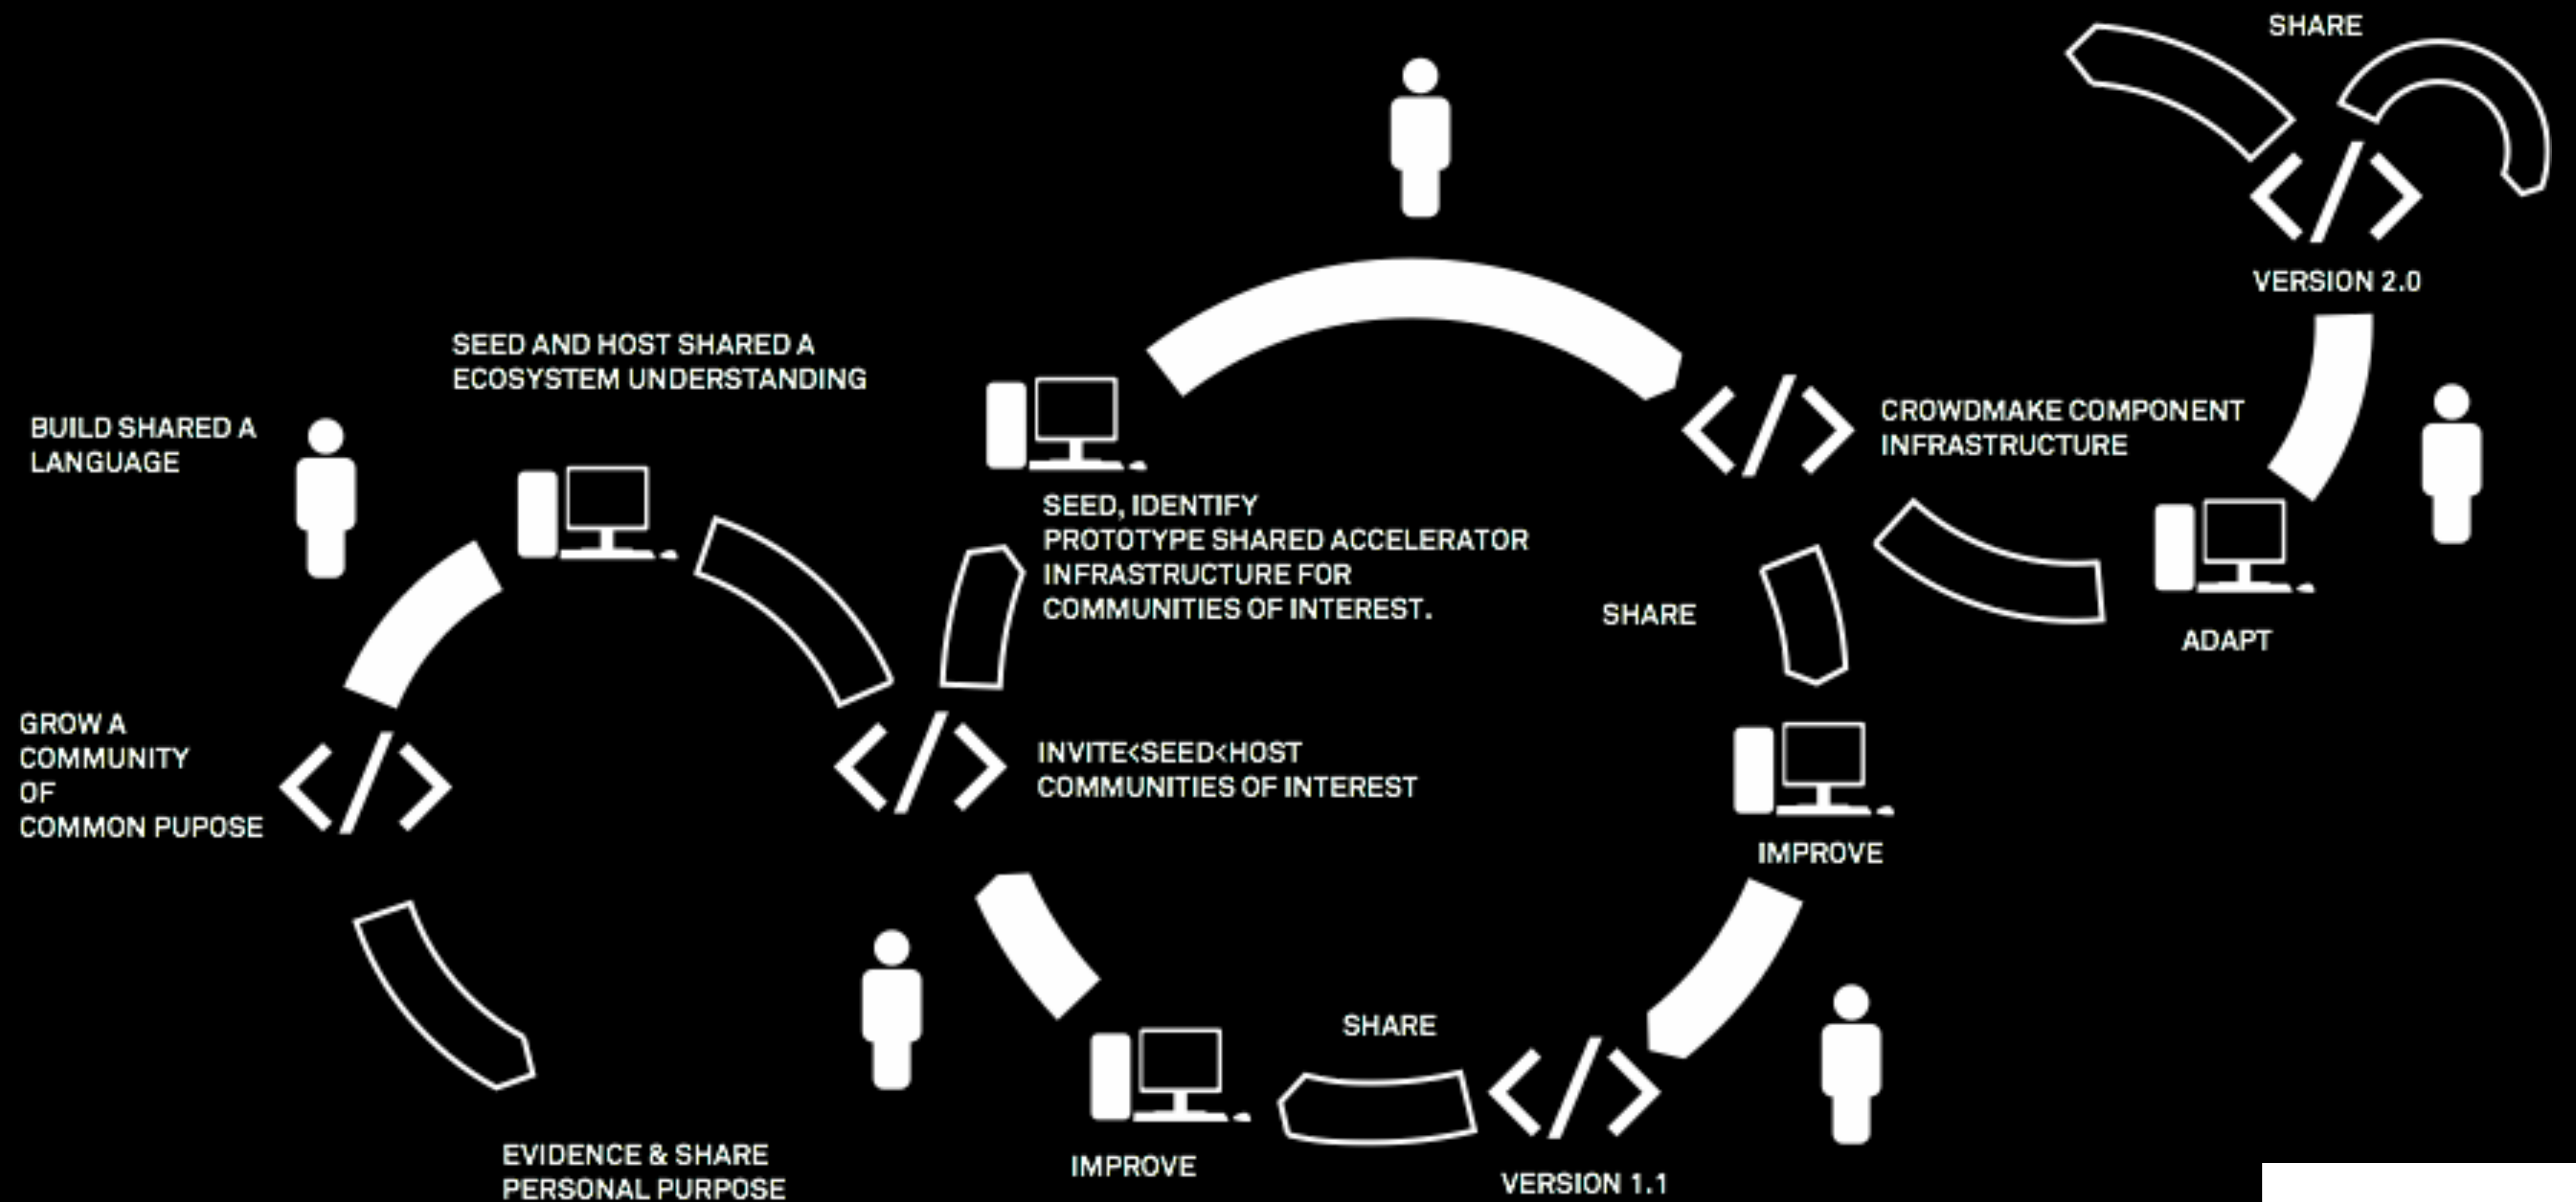 SHARE
VERSION 2.0
SEED AND HOST SHARED A
ECOSYSTEM UNDERSTANDING
BUILD SHARED A
LANGUAGE
CROWDMAKE COMPONENT
INFRASTRUCTURE
SEED, IDENTIFY
PROTOTYPE SHARED ACCELERATOR
INFRASTRUCTURE FOR
COMMUNITIES OF INTEREST.
SHARE
ADAPT
GROW A
COMMUNITY
OF
COMMON PUPOSE
INVITE<SEED<HOST
COMMUNITIES OF INTEREST
IMPROVE
SHARE
EVIDENCE & SHARE
PERSONAL PURPOSE
IMPROVE
VERSION 1.1